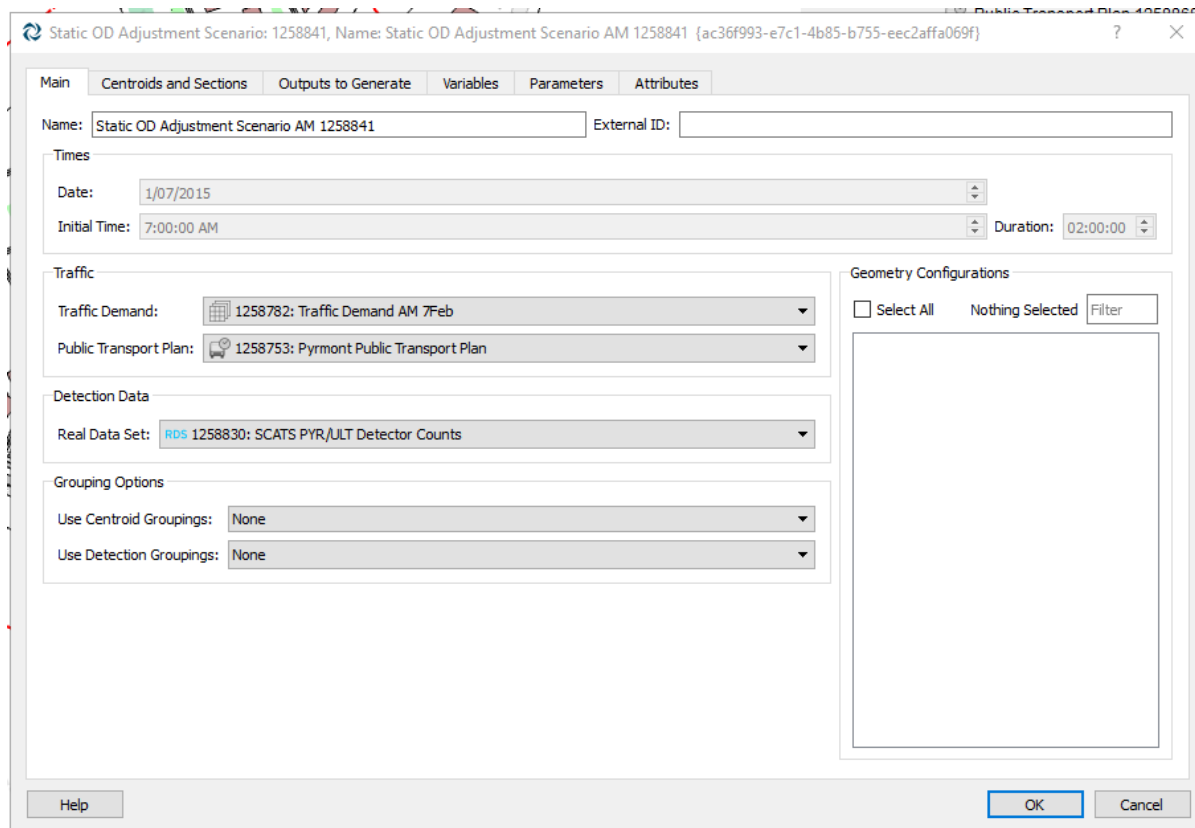 Public Transport Plan 1258868
Static OD Adjustment Scenario: 1258841, Name: Static OD Adjustment Scenario AM 1258841 {ac36f993-e7c1-4b85-b755-eec2affa069f}
?
Main Centroids and Sections Outputs to Generate Variables Parameters Attributes
Name: Static OD Adjustment Scenario AM 1258841 External ID:
Times
Date: 1/07/2015
Initial Time: 7:00:00 AM Duration: 02:00:00
Traffic Geometry Configurations
Traffic Demand: 1258782: Traffic Demand AM 7Feb Select All Nothing Selected Filter
Public Transport Plan: 1258753: Pyrmont Public Transport Plan
Detection Data
Real Data Set: RDS 1258830: SCATS PYR/ULT Detector Counts
Grouping Options
Use Centroid Groupings: None
Use Detection Groupings: None
Help OK Cancel